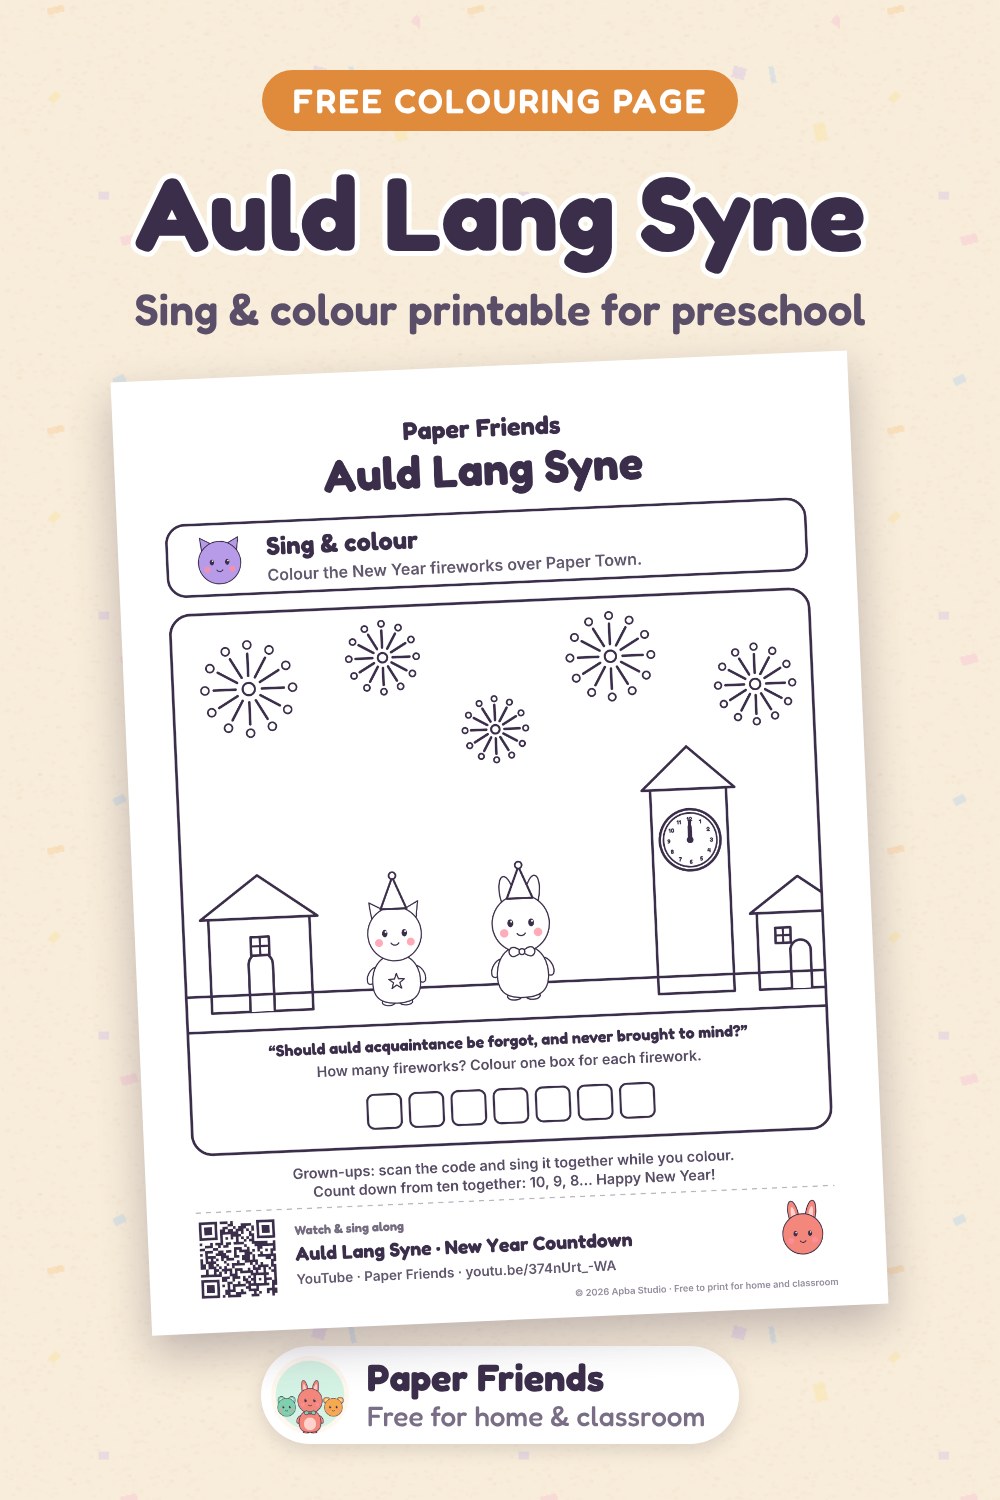 FREE COLOURING PAGE
Auld Lang Syne
Sing & colour printable for preschool
Paper Friends
Auld Lang Syne
Sing & colour
Colour the New Year fireworks over Paper Town.
“Should auld acquaintance be forgot, and never brought to mind?”
How many fireworks? Colour one box for each firework.
Grown-ups: scan the code and sing it together while you colour.
Count down from ten together: 10, 9, 8... Happy New Year!
Watch & sing along
Auld Lang Syne · New Year Countdown
YouTube · Paper Friends · youtu.be/374nUrt_-WA
© 2026 Apba Studio · Free to print for home and classroom
Paper Friends
Free for home & classroom